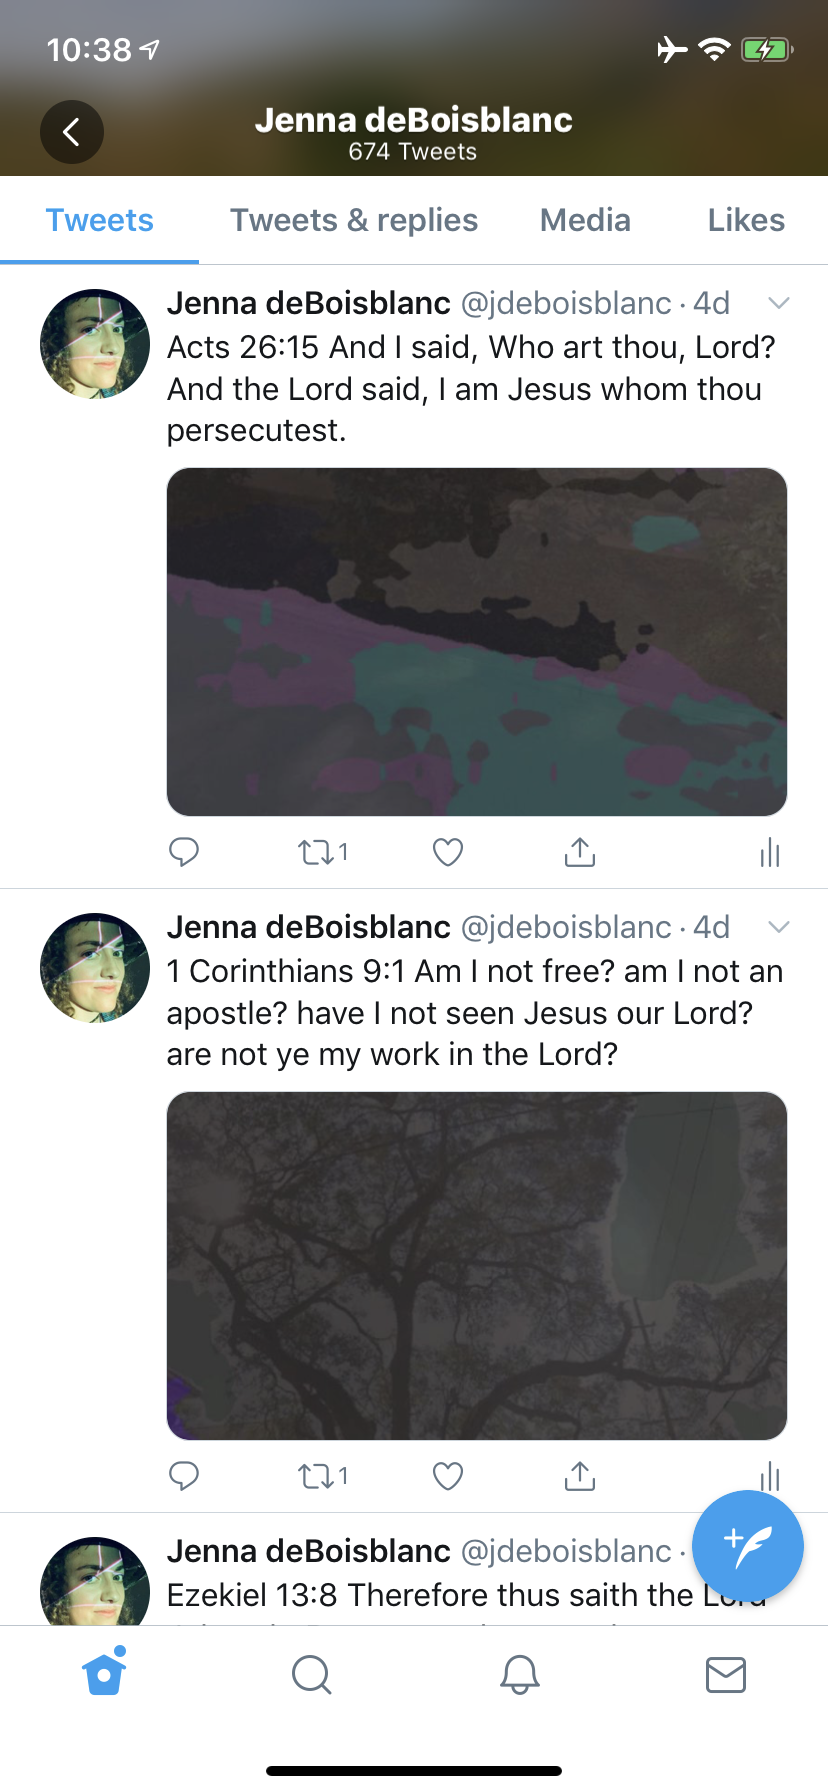 10:38
Jenna deBoisblanc
674 Tweets
Tweets Tweets & replies Media Likes
Jenna deBoisblanc @jdeboisblanc · 4d
Acts 26:15 And I said, Who art thou, Lord?
And the Lord said, I am Jesus whom thou
persecutest.
1
Jenna deBoisblanc @jdeboisblanc · 4d
1 Corinthians 9:1 Am I not free? am I not an
apostle? have I not seen Jesus our Lord?
are not ye my work in the Lord?
1
Jenna deBoisblanc @jdeboisblanc ·
Ezekiel 13:8 Therefore thus saith the Lord